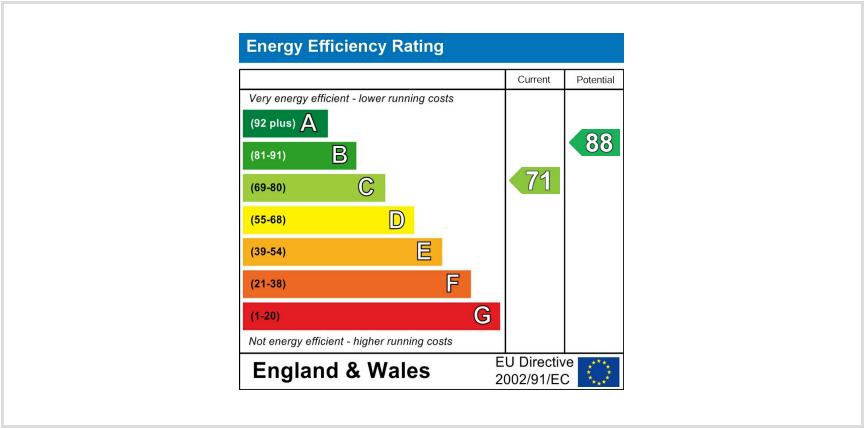 Energy Efficiency Rating
Current Potential
Very energy efficient - lower running costs
(92 plus) A
(81-91) B
(69-80) C
(55-68) D
(39-54) E
(21-38) F
(1-20) G
88
71
Not energy efficient - higher running costs
England & Wales
EU Directive
2002/91/EC